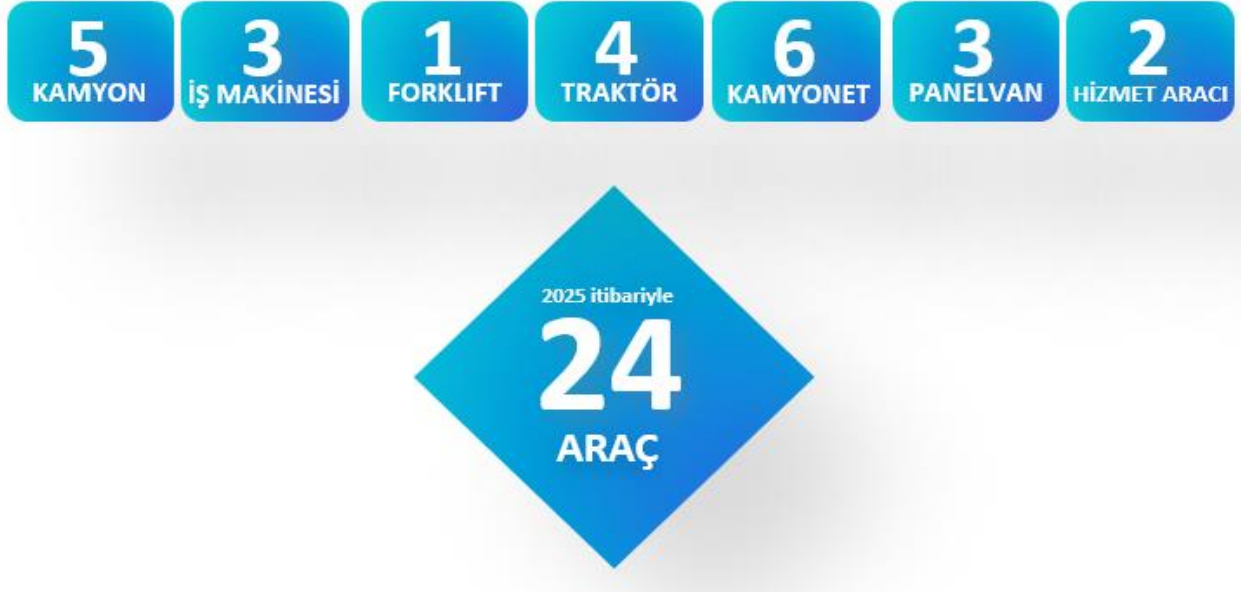 5
KAMYON
3
İŞ MAKİNESİ
1
FORKLIFT
4
TRAKTÖR
6
KAMYONET
3
PANELVAN
2
HİZMET ARACI
2025 itibariyle
24
ARAÇ